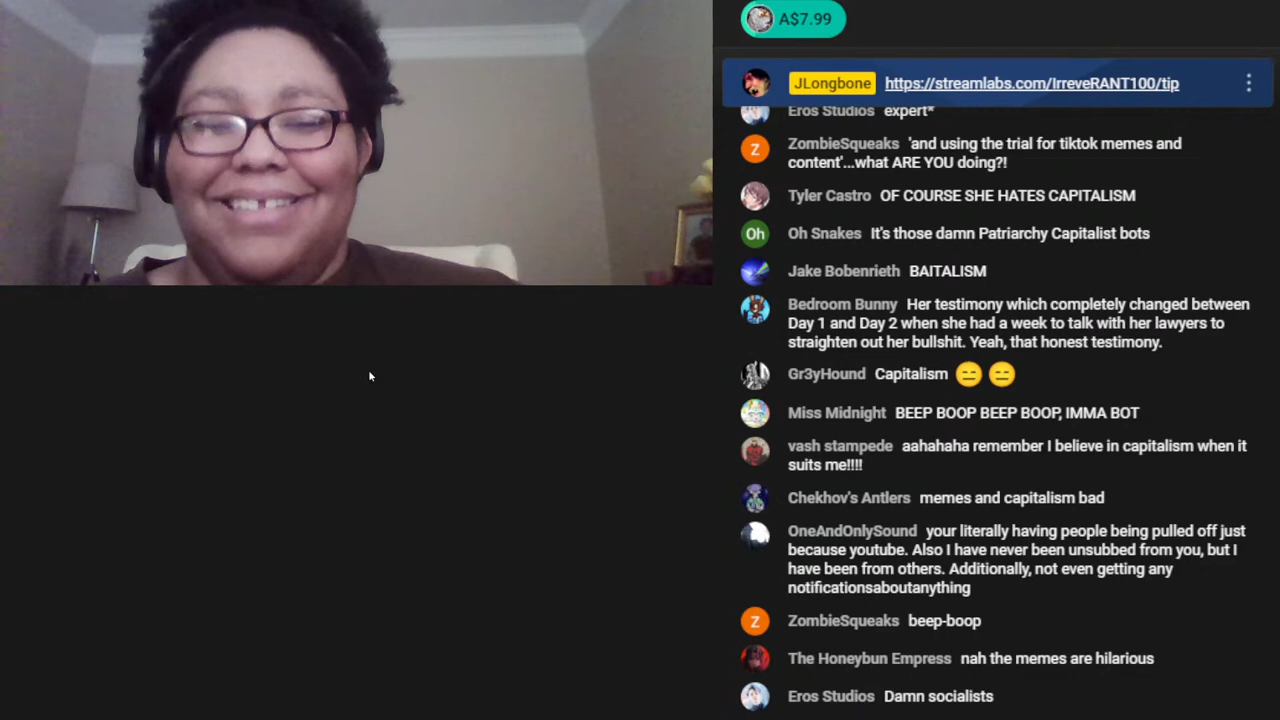 A$7.99
JLongbone https://streamlabs.com/IrreveRANT100/tip
Eros Studios expert*
ZombieSqueaks 'and using the trial for tiktok memes and
content'...what ARE YOU doing?!
Tyler Castro OF COURSE SHE HATES CAPITALISM
Oh Oh Snakes It's those damn Patriarchy Capitalist bots
Jake Bobenrieth BAITALISM
Bedroom Bunny Her testimony which completely changed between
Day 1 and Day 2 when she had a week to talk with her lawyers to
straighten out her bullshit. Yeah, that honest testimony.
Gr3yHound Capitalism 😑 😑
Miss Midnight BEEP BOOP BEEP BOOP, IMMA BOT
vash stampede aahahaha remember I believe in capitalism when it
suits me!!!!
Chekhov's Antlers memes and capitalism bad
OneAndOnlySound your literally having people being pulled off just
because youtube. Also I have never been unsubbed from you, but I
have been from others. Additionally, not even getting any
notificationsaboutanything
Z ZombieSqueaks beep-boop
The Honeybun Empress nah the memes are hilarious
Eros Studios Damn socialists